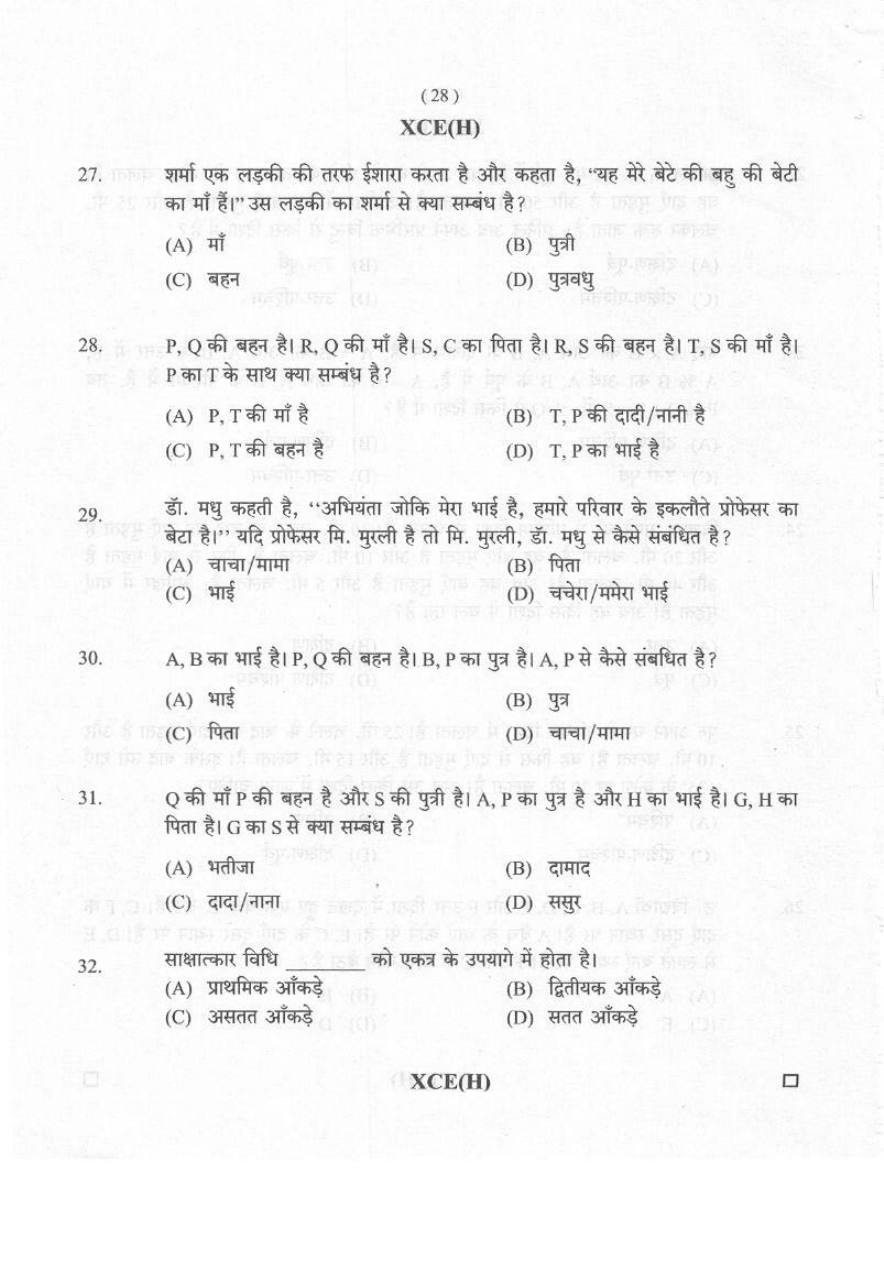 ( 28 )
XCE(H)
27. शर्मा एक लड़की की तरफ ईशारा करता है और कहता है, “यह मेरे बेटे की बहु की बेटी
का माँ हैं।” उस लड़की का शर्मा से क्या सम्बंध है?
(A) माँ (B) पुत्री
(C) बहन (D) पुत्रवधु
28. P, Q की बहन है। R, Q की माँ है। S, C का पिता है। R, S की बहन है। T, S की माँ है।
P का T के साथ क्या सम्बंध है?
(A) P, T की माँ है (B) T, P की दादी/नानी है
(C) P, T की बहन है (D) T, P का भाई है
29. डॉ. मधु कहती है, “अभियंता जोकि मेरा भाई है, हमारे परिवार के इकलौते प्रोफेसर का
बेटा है।” यदि प्रोफेसर मि. मुरली है तो मि. मुरली, डॉ. मधु से कैसे संबंधित है?
(A) चाचा/मामा (B) पिता
(C) भाई (D) चचेरा/ममेरा भाई
30. A, B का भाई है। P, Q की बहन है। B, P का पुत्र है। A, P से कैसे संबधित है?
(A) भाई (B) पुत्र
(C) पिता (D) चाचा/मामा
31. Q की माँ P की बहन है और S की पुत्री है। A, P का पुत्र है और H का भाई है। G, H का
पिता है। G का S से क्या सम्बंध है?
(A) भतीजा (B) दामाद
(C) दादा/नाना (D) ससुर
32. साक्षात्कार विधि ________ को एकत्र के उपयागे में होता है।
(A) प्राथमिक आँकड़े (B) द्वितीयक आँकड़े
(C) असतत आँकड़े (D) सतत आँकड़े
XCE(H)